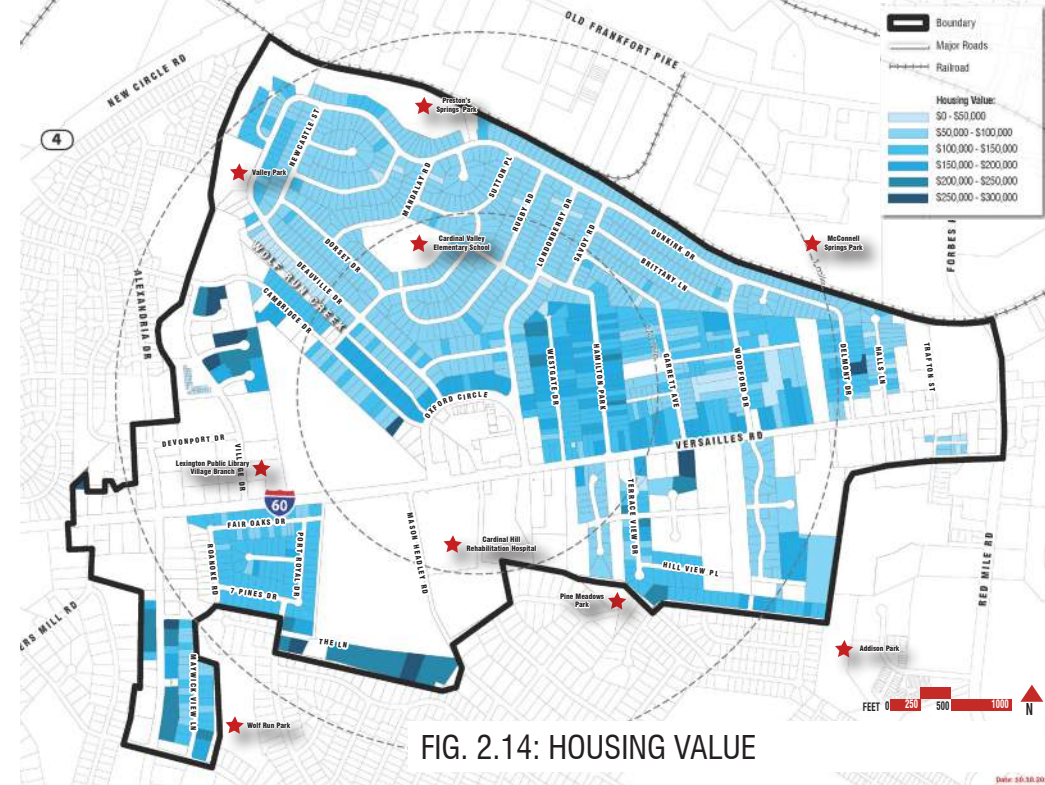 OLD FRANKFORT PIKE
NEW CIRCLE RD
4
Boundary
Major Roads
Railroad
Housing Value:
$0 - $50,000
$50,000 - $100,000
$100,000 - $150,000
$150,000 - $200,000
$200,000 - $250,000
$250,000 - $300,000
Preston's
Springs Park
Valley Park
NEWCASTLE ST
MANDALAY RD
SUTTON PL
RUGBY RD
LONDONBERRY DR
SAVOY RD
DUNKIRK DR
BRITTANY LN
Cardinal Valley
Elementary School
McConnell
Springs Park
FORBES
DORSET DR
DEAUVILLE DR
WOLF RUN CREEK
CAMBRIDGE DR
ALEXANDRIA DR
OXFORD CIRCLE
WESTGATE DR
HAMILTON PARK
GARRETT AVE
WOODFORD DR
DELMONT DR
HALLS LN
TRAFTON ST
VERSAILLES RD
DEVONPORT DR
VILLAGE DR
Lexington Public Library
Village Branch
60
FAIR OAKS DR
ROANOKE RD
PORT ROYAL DR
7 PINES DR
MASON HEADLEY RD
Cardinal Hill
Rehabilitation Hospital
TERRACE VIEW DR
HILL VIEW PL
Pine Meadows
Park
RED MILE RD
ERS MILL RD
THE LN
MAYWICK VIEW LN
Wolf Run Park
Addison Park
FEET 0 250 500 1000
N
FIG. 2.14: HOUSING VALUE